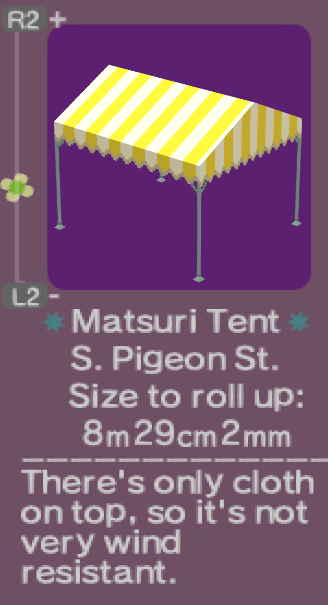 R2 +
L2 -
Matsuri Tent
S. Pigeon St.
Size to roll up:
8m29cm2mm
There's only cloth
on top, so it's not
very wind
resistant.